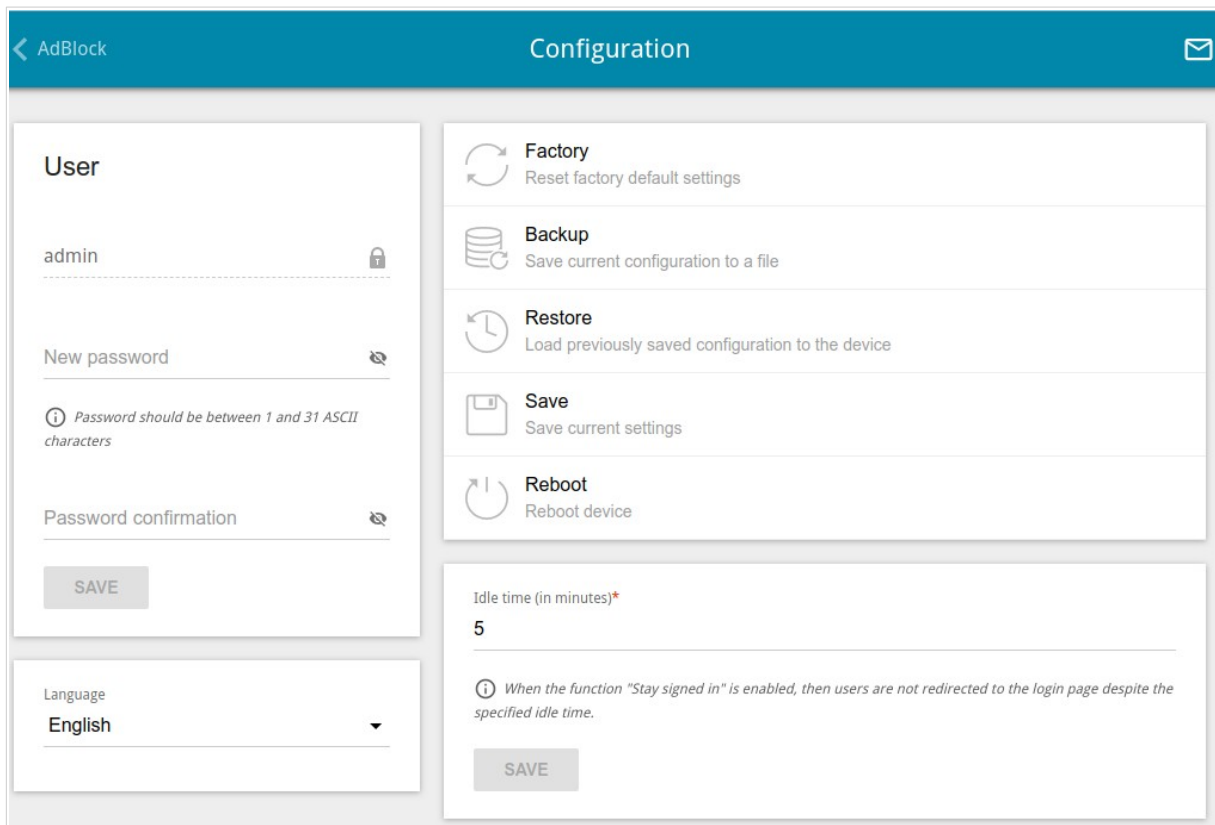 AdBlock
Configuration
User
admin
New password
Password should be between 1 and 31 ASCII
characters
Password confirmation
SAVE
Language
English
Factory
Reset factory default settings
Backup
Save current configuration to a file
Restore
Load previously saved configuration to the device
Save
Save current settings
Reboot
Reboot device
Idle time (in minutes)*
5
When the function "Stay signed in" is enabled, then users are not redirected to the login page despite the
specified idle time.
SAVE